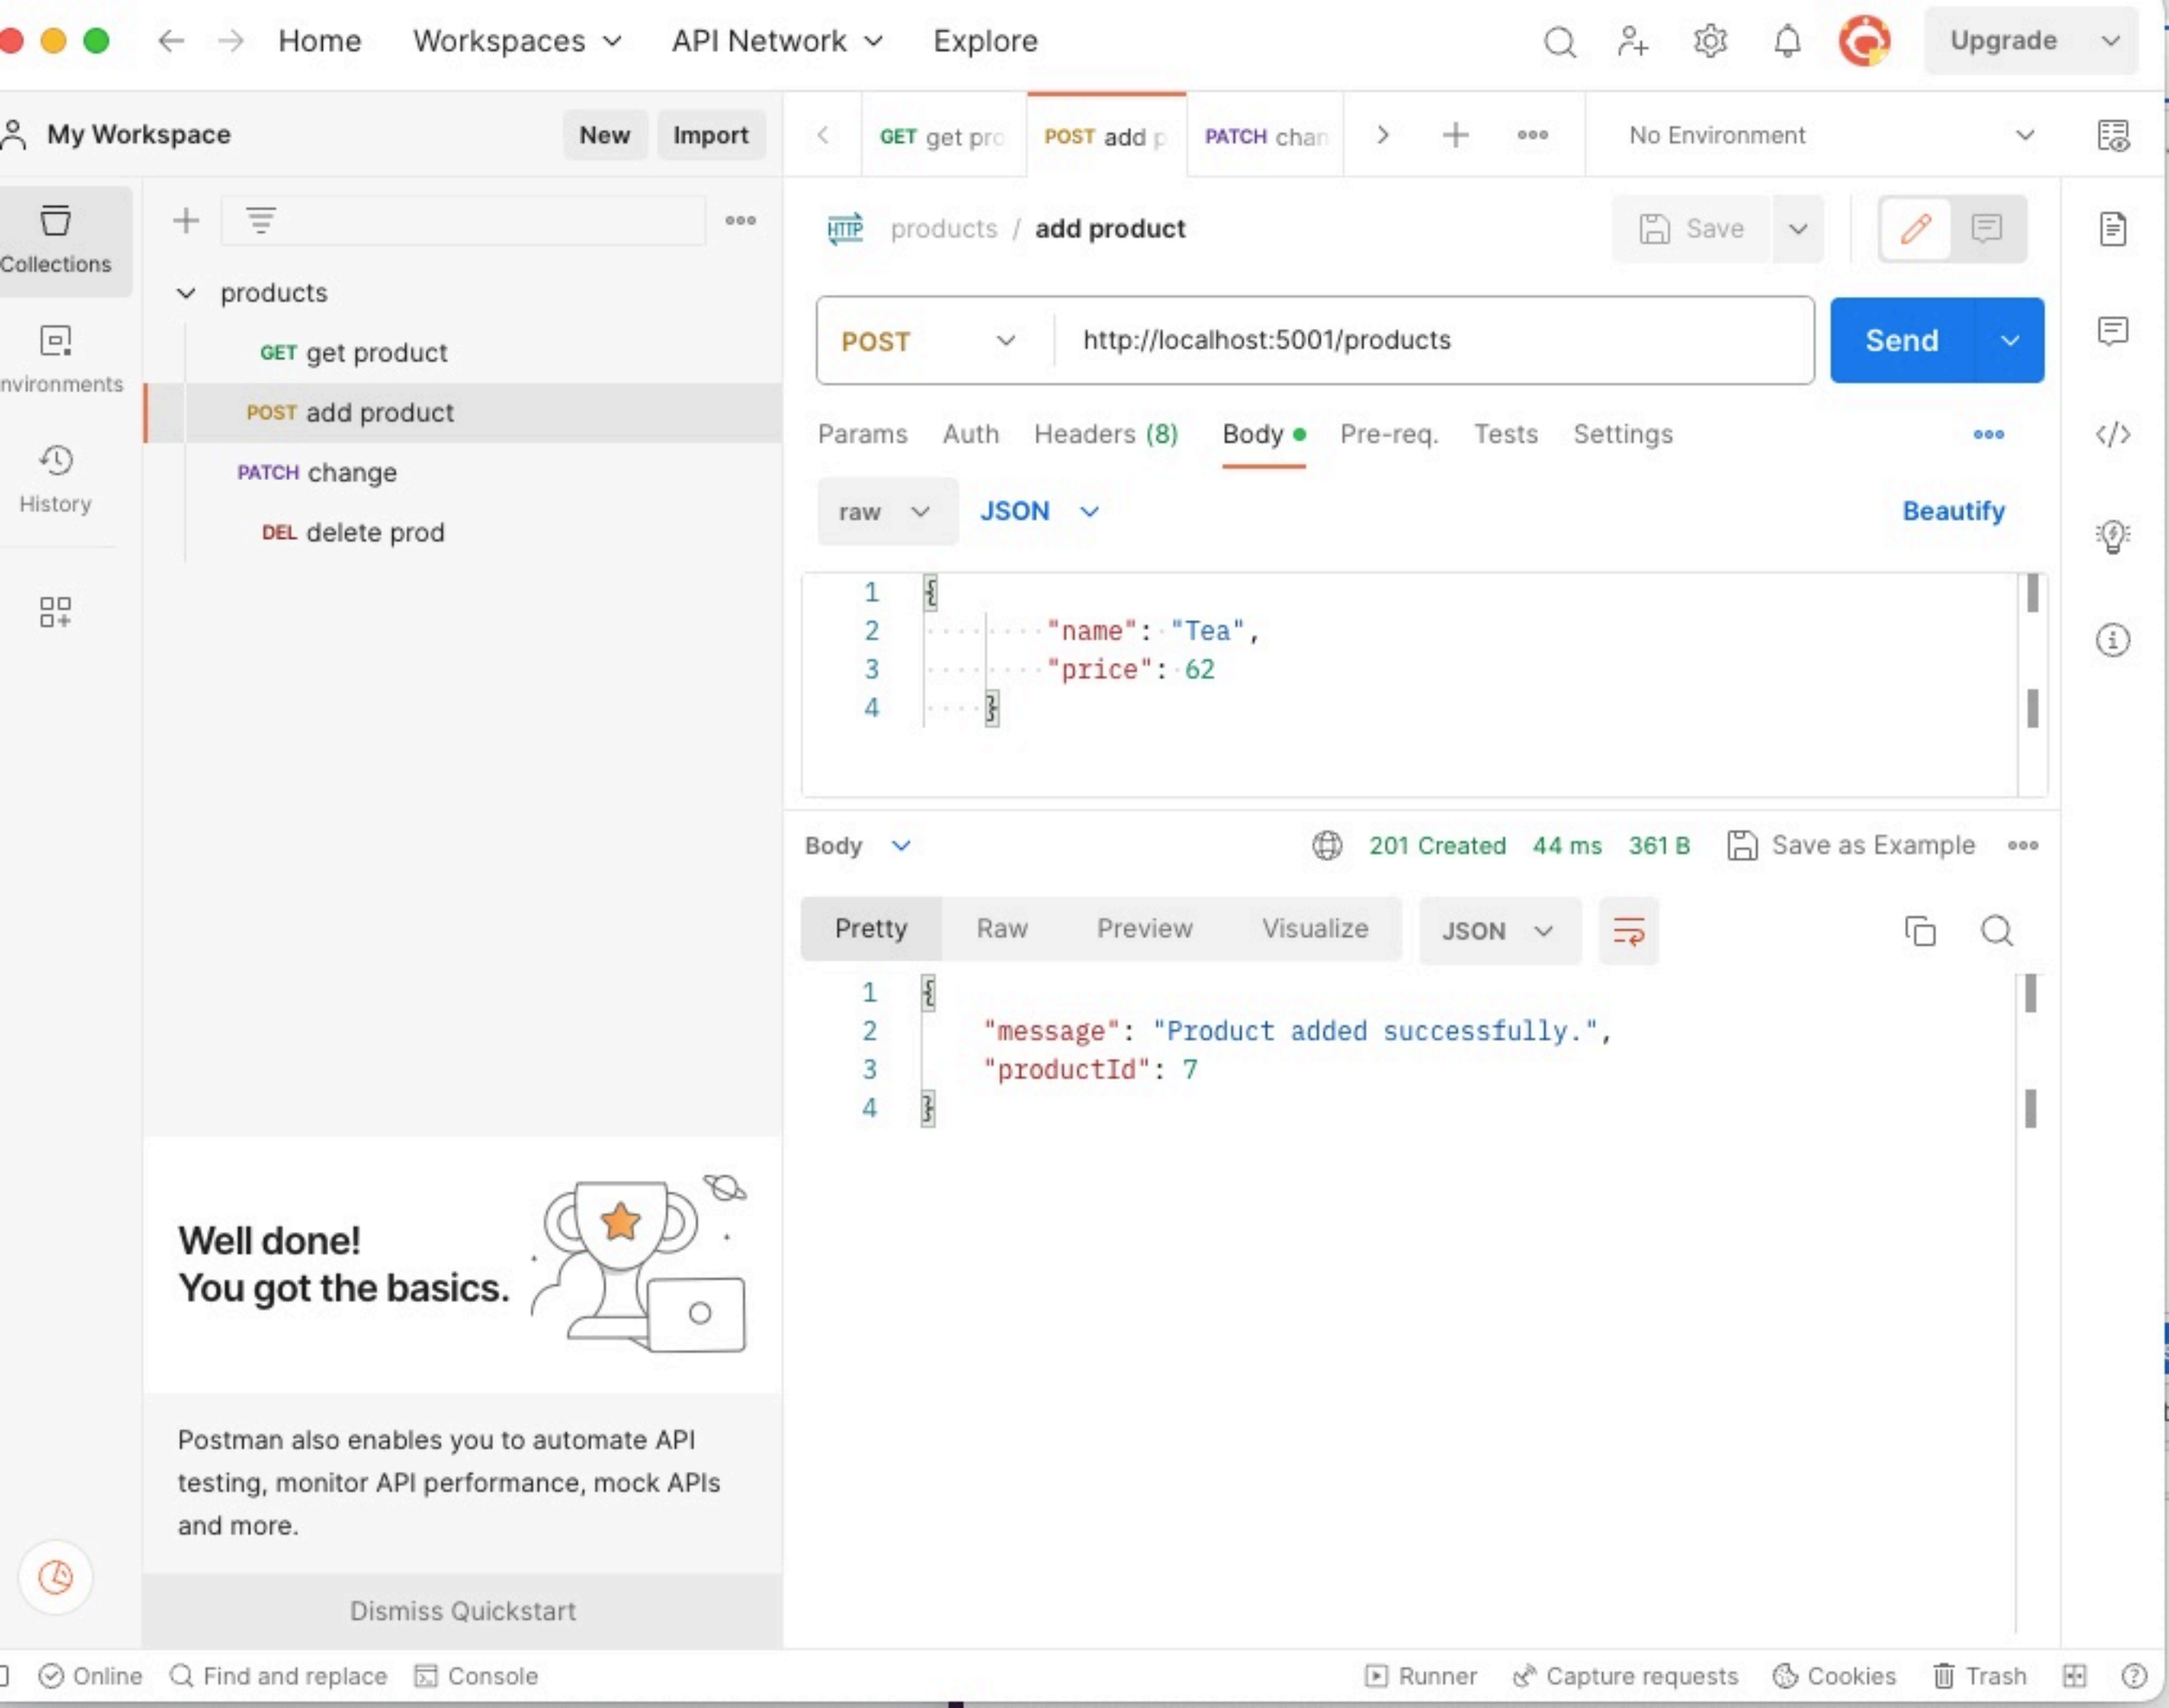 Home Workspaces API Network Explore Upgrade
My Workspace New Import
GET get pro POST add p PATCH chan No Environment
Collections
nvironments
History
products
GET get product
POST add product
PATCH change
DEL delete prod
HTTP products / add product Save
POST http://localhost:5001/products Send
Params Auth Headers (8) Body Pre-req. Tests Settings
raw JSON Beautify
1 {
2 "name": "Tea",
3 "price": 62
4 }
Body 201 Created 44 ms 361 B Save as Example
Pretty Raw Preview Visualize JSON
1 {
2 "message": "Product added successfully.",
3 "productId": 7
4 }
Well done!
You got the basics.
Postman also enables you to automate API
testing, monitor API performance, mock APIs
and more.
Dismiss Quickstart
Online Find and replace Console Runner Capture requests Cookies Trash